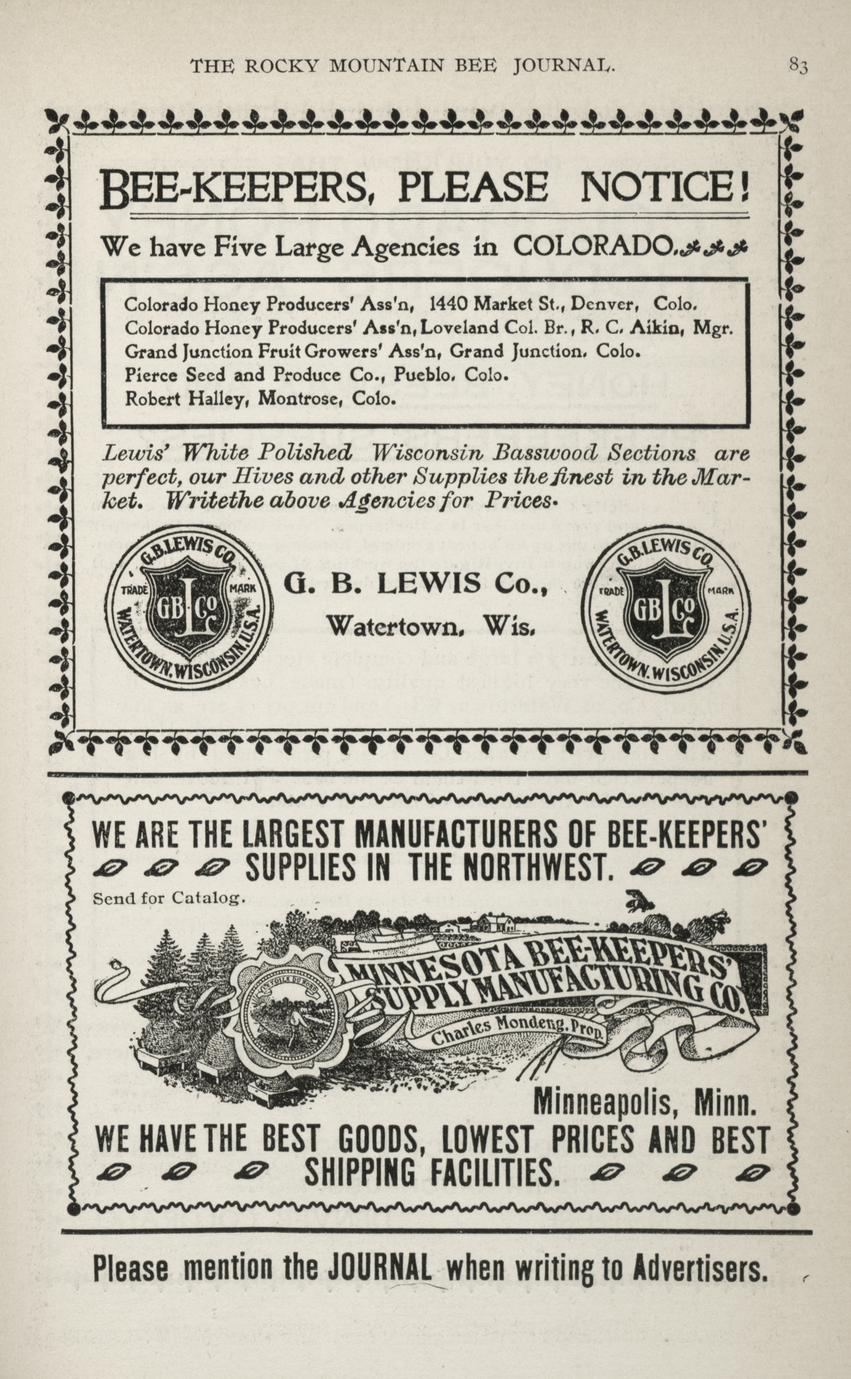 THE ROCKY MOUNTAIN BEE JOURNAL. 83
BEE-KEEPERS, PLEASE NOTICE!
We have Five Large Agencies in COLORADO.
Colorado Honey Producers' Ass'n, 1440 Market St., Denver, Colo.
Colorado Honey Producers' Ass'n, Loveland Col. Br., R. C. Aikin, Mgr.
Grand Junction Fruit Growers' Ass'n, Grand Junction. Colo.
Pierce Seed and Produce Co., Pueblo. Colo.
Robert Halley, Montrose, Colo.
Lewis' White Polished Wisconsin Basswood Sections are
perfect, our Hives and other Supplies the finest in the Mar-
ket. Writethe above Agencies for Prices.
G.B. LEWIS CO.
TRADE MARK
GB L Co
WATERTOWN. WISCONSIN, U.S.A.
G. B. LEWIS Co.,
Watertown. Wis.
G.B. LEWIS CO.
TRADE MARK
GB L Co
WATERTOWN. WISCONSIN, U.S.A.
WE ARE THE LARGEST MANUFACTURERS OF BEE-KEEPERS'
SUPPLIES IN THE NORTHWEST.
Send for Catalog.
MINNESOTA BEE-KEEPERS'
SUPPLY MANUFACTURING CO.
Charles Mondeng. Prop
Minneapolis, Minn.
WE HAVE THE BEST GOODS, LOWEST PRICES AND BEST
SHIPPING FACILITIES.
Please mention the JOURNAL when writing to Advertisers.